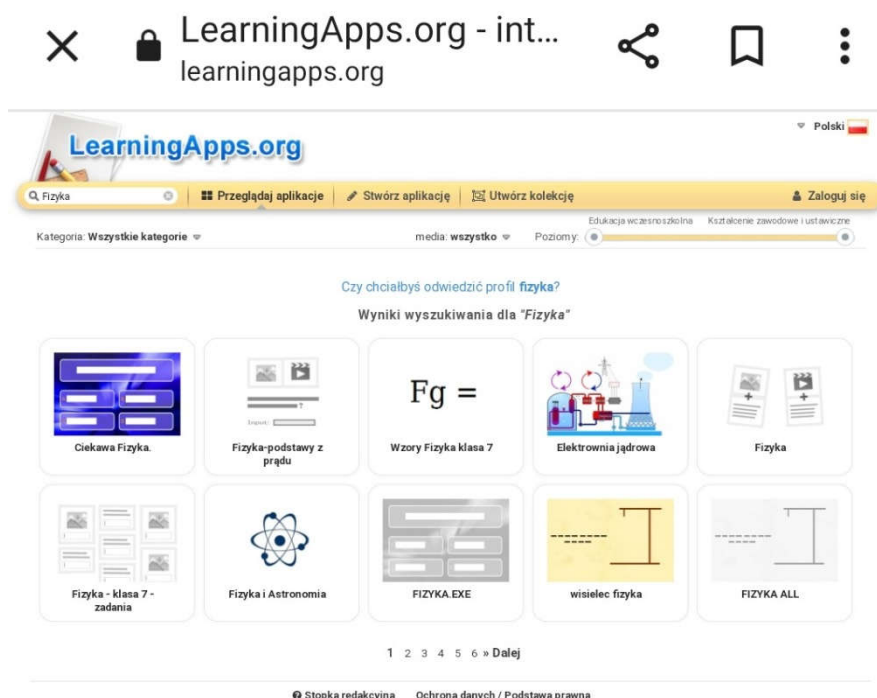 LearningApps.org - int...
learningapps.org
LearningApps.org
Polski
Fizyka
Przeglądaj aplikacje
Stwórz aplikację
Utwórz kolekcję
Zaloguj się
Kategoria: Wszystkie kategorie
media: wszystko
Poziomy:
Edukacja wczesnoszkolna
Kształcenie zawodowe i ustawiczne
Czy chciałbyś odwiedzić profil fizyka?
Wyniki wyszukiwania dla "Fizyka"
Ciekawa Fizyka.
?
Input:
Fizyka-podstawy z
prądu
Fg =
Wzory Fizyka klasa 7
Elektrownia jądrowa
Fizyka
Fizyka - klasa 7 -
zadania
Fizyka i Astronomia
FIZYKA.EXE
wisielec fizyka
FIZYKA ALL
1 2 3 4 5 6 » Dalej
Stopka redakcyjna Ochrona danych / Podstawa prawna